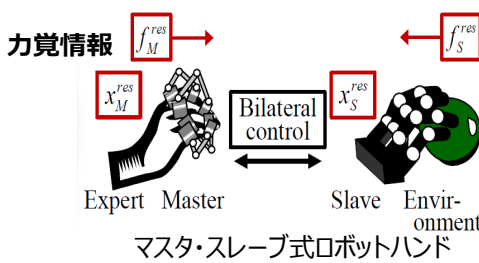 力覚情報
f_M^{res}
f_S^{res}
x_M^{res}
x_S^{res}
Bilateral
control
Expert Master
Slave Envir-
onment
マスタ・スレーブ式ロボットハンド